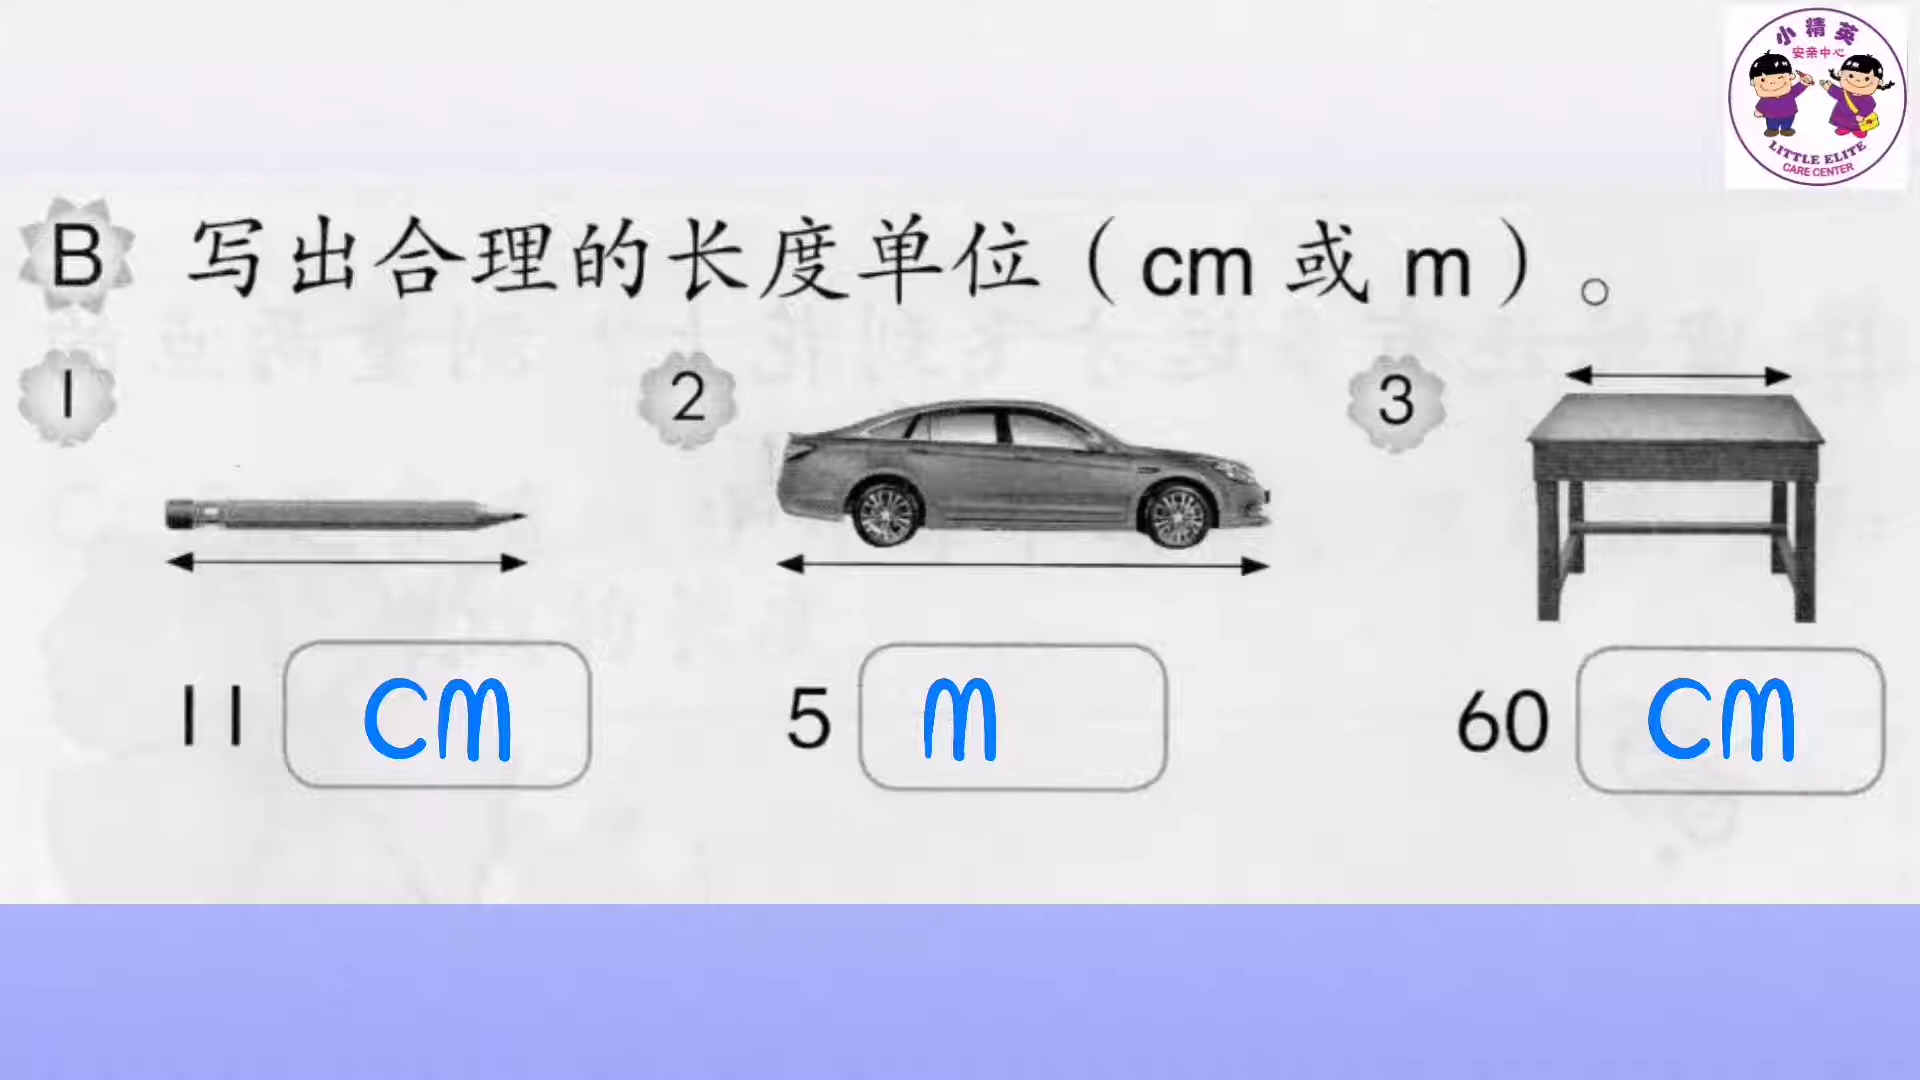 小精英
安亲中心
LITTLE ELITE
CARE CENTER
B 写出合理的长度单位（cm 或 m）。
1
2
3
11 cm
5 m
60 cm